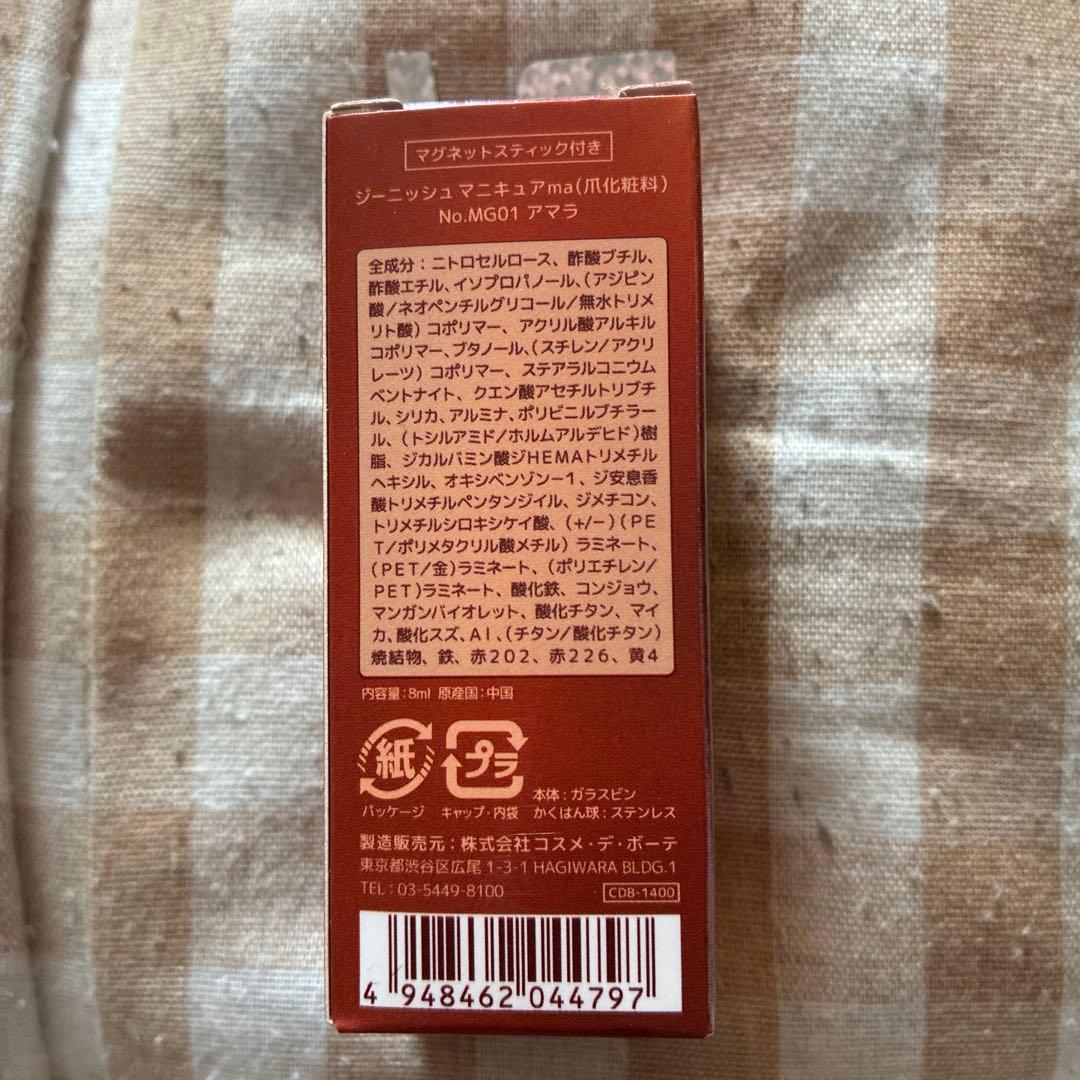 マグネットスティック付き
ジーニッシュマニキュアma(爪化粧料)
No.MG01 アマラ
全成分：ニトロセルロース、酢酸ブチル、
酢酸エチル、イソプロパノール、(アジピン
酸/ネオペンチルグリコール/無水トリメ
リト酸) コポリマー、アクリル酸アルキル
コポリマー、ブタノール、(スチレン/アクリ
レーツ) コポリマー、ステアラルコニウム
ベントナイト、クエン酸アセチルトリブチ
ル、シリカ、アルミナ、ポリビニルブチラー
ル、(トシルアミド/ホルムアルデヒド)樹
脂、ジカルバミン酸ジHEMAトリメチル
ヘキシル、オキシベンゾン-1、ジ安息香
酸トリメチルペンタンジイル、ジメチコン、
トリメチルシロキシケイ酸、(+/-)(PE
T/ポリメタクリル酸メチル) ラミネート、
(PET/金)ラミネート、(ポリエチレン/
PET)ラミネート、酸化鉄、コンジョウ、
マンガンバイオレット、酸化チタン、マイ
カ、酸化スズ、Al、(チタン/酸化チタン)
焼結物、鉄、赤202、赤226、黄4
内容量:8ml 原産国:中国
紙 プラ
本体：ガラスビン
パッケージ キャップ・内袋 かくはん球：ステンレス
製造販売元：株式会社コスメ・デ・ボーテ
東京都渋谷区広尾 1-3-1 HAGIWARA BLDG.1
TEL：03-5449-8100 CDB-1400
4 948462 044797